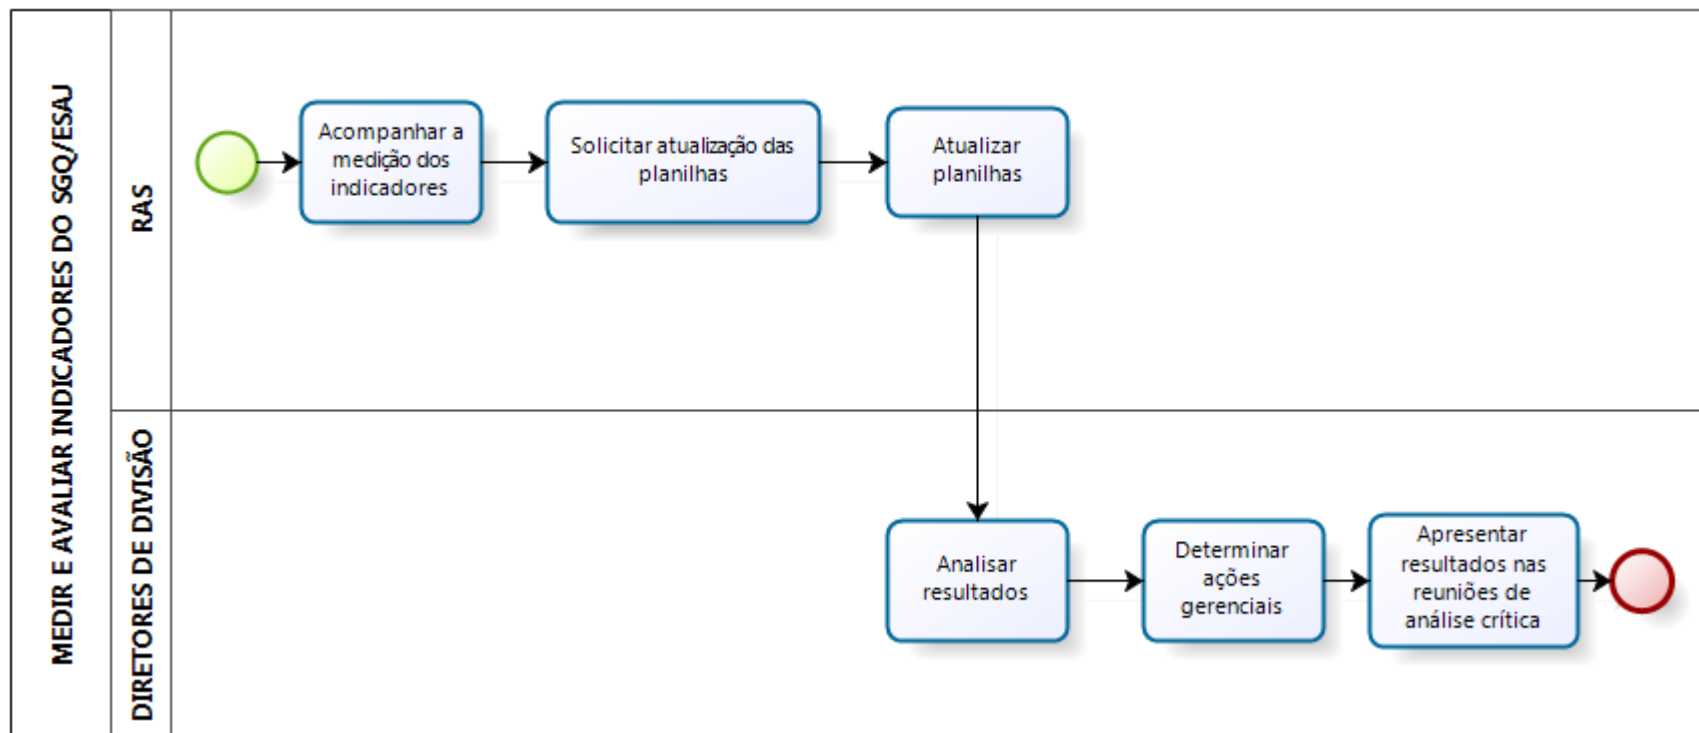 MEDIR E AVALIAR INDICADORES DO SGQ/ESAJ
RAS
Acompanhar a
medição dos
indicadores
Solicitar atualização das
planilhas
Atualizar
planilhas
DIRETORES DE DIVISÃO
Analisar
resultados
Determinar
ações
gerenciais
Apresentar
resultados nas
reuniões de
análise crítica